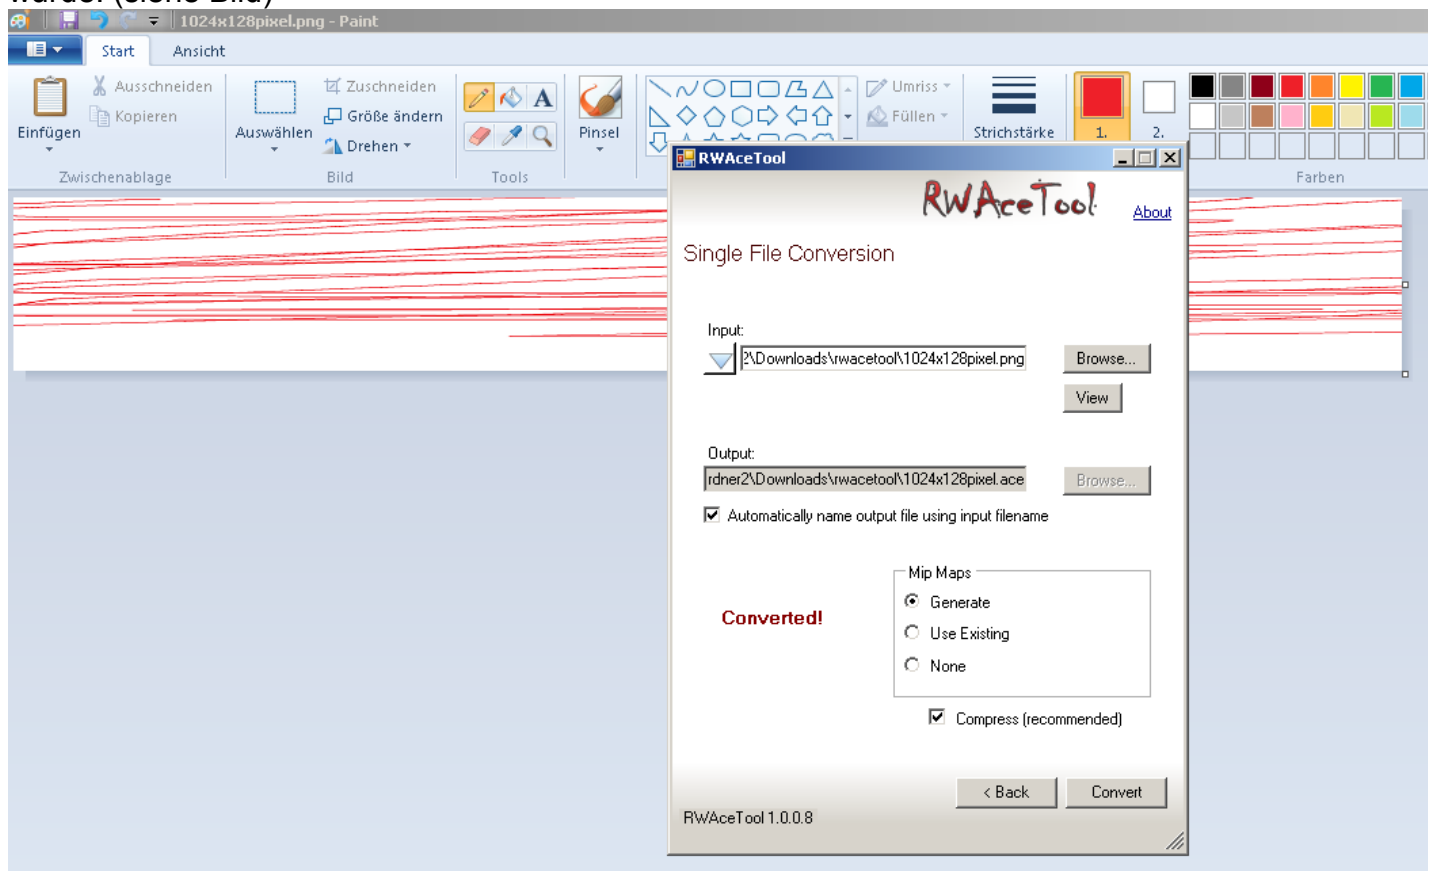 wurde: (siehe Bild)
1024x128pixel.png - Paint
Start Ansicht
Einfügen
Ausschneiden
Kopieren
Zwischenablage
Auswählen
Zuschneiden
Größe ändern
Drehen
Bild
A
Tools
Pinsel
Umriss
Füllen
Strichstärke
1.
2.
Farben
RWAceTool
RWAceTool
About
Single File Conversion
Input:
?\Downloads\rwacetool\1024x128pixel.png
Browse...
View
Output:
rdner2\Downloads\rwacetool\1024x128pixel.ace
Browse...
Automatically name output file using input filename
Converted!
Mip Maps
Generate
Use Existing
None
Compress (recommended)
< Back
Convert
RWAceTool 1.0.0.8